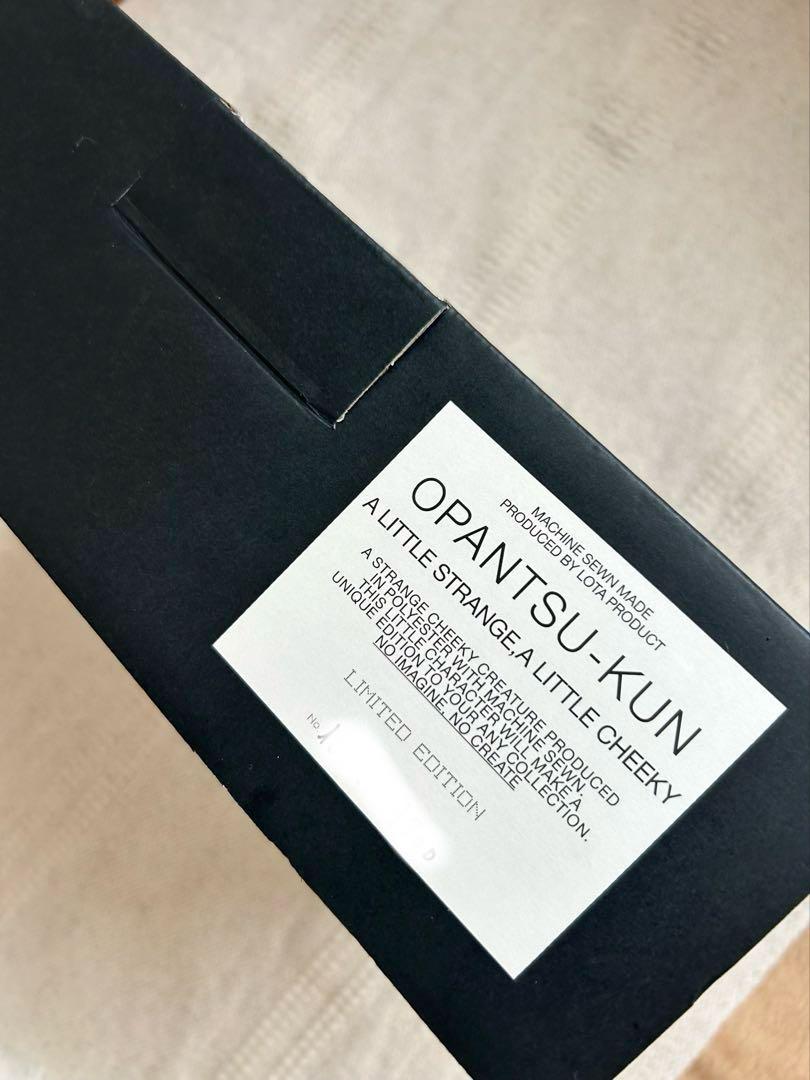 MACHINE SEWN MADE
PRODUCED BY LOTA PRODUCT
OPANTSU-KUN
A LITTLE STRANGE,A LITTLE CHEEKY
A STRANGE CHEEKY CREATURE PRODUCED
IN POLYESTER WITH MACHINE SEWN.
THIS LITTLE CHARACTER WILL MAKE A
UNIQUE EDITION TO YOUR ANY COLLECTION.
NO IMAGINE, NO CREATE
LIMITED EDITION
No.